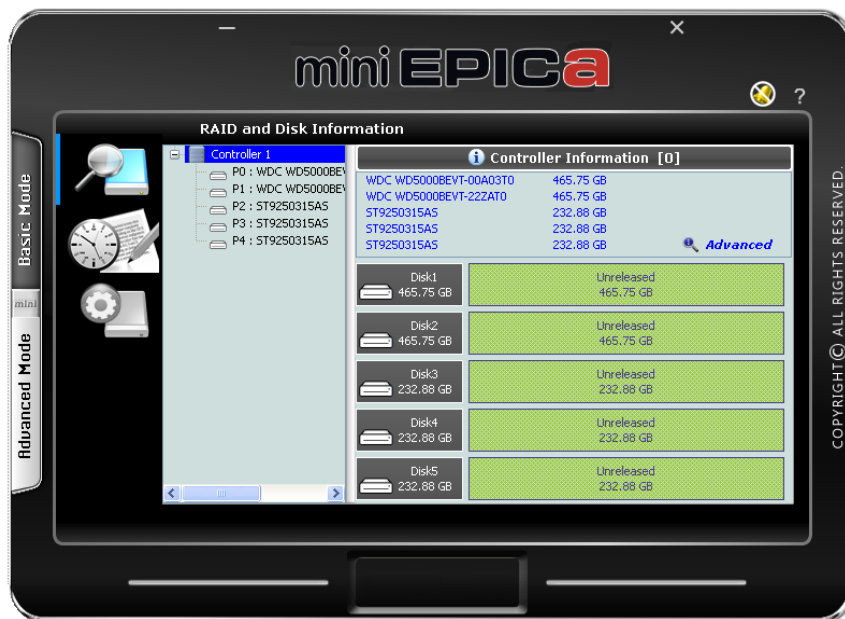 mini EPICa
?
RAID and Disk Information
Basic Mode
mini
Advanced Mode
Controller 1
P0 : WDC WD5000BEV
P1 : WDC WD5000BEV
P2 : ST9250315AS
P3 : ST9250315AS
P4 : ST9250315AS
Controller Information [0]
WDC WD5000BEVT-00A03T0 465.75 GB
WDC WD5000BEVT-22ZAT0 465.75 GB
ST9250315AS 232.88 GB
ST9250315AS 232.88 GB
ST9250315AS 232.88 GB
Advanced
Disk1
465.75 GB
Unreleased
465.75 GB
Disk2
465.75 GB
Unreleased
465.75 GB
Disk3
232.88 GB
Unreleased
232.88 GB
Disk4
232.88 GB
Unreleased
232.88 GB
Disk5
232.88 GB
Unreleased
232.88 GB
COPYRIGHT© ALL RIGHTS RESERVED.